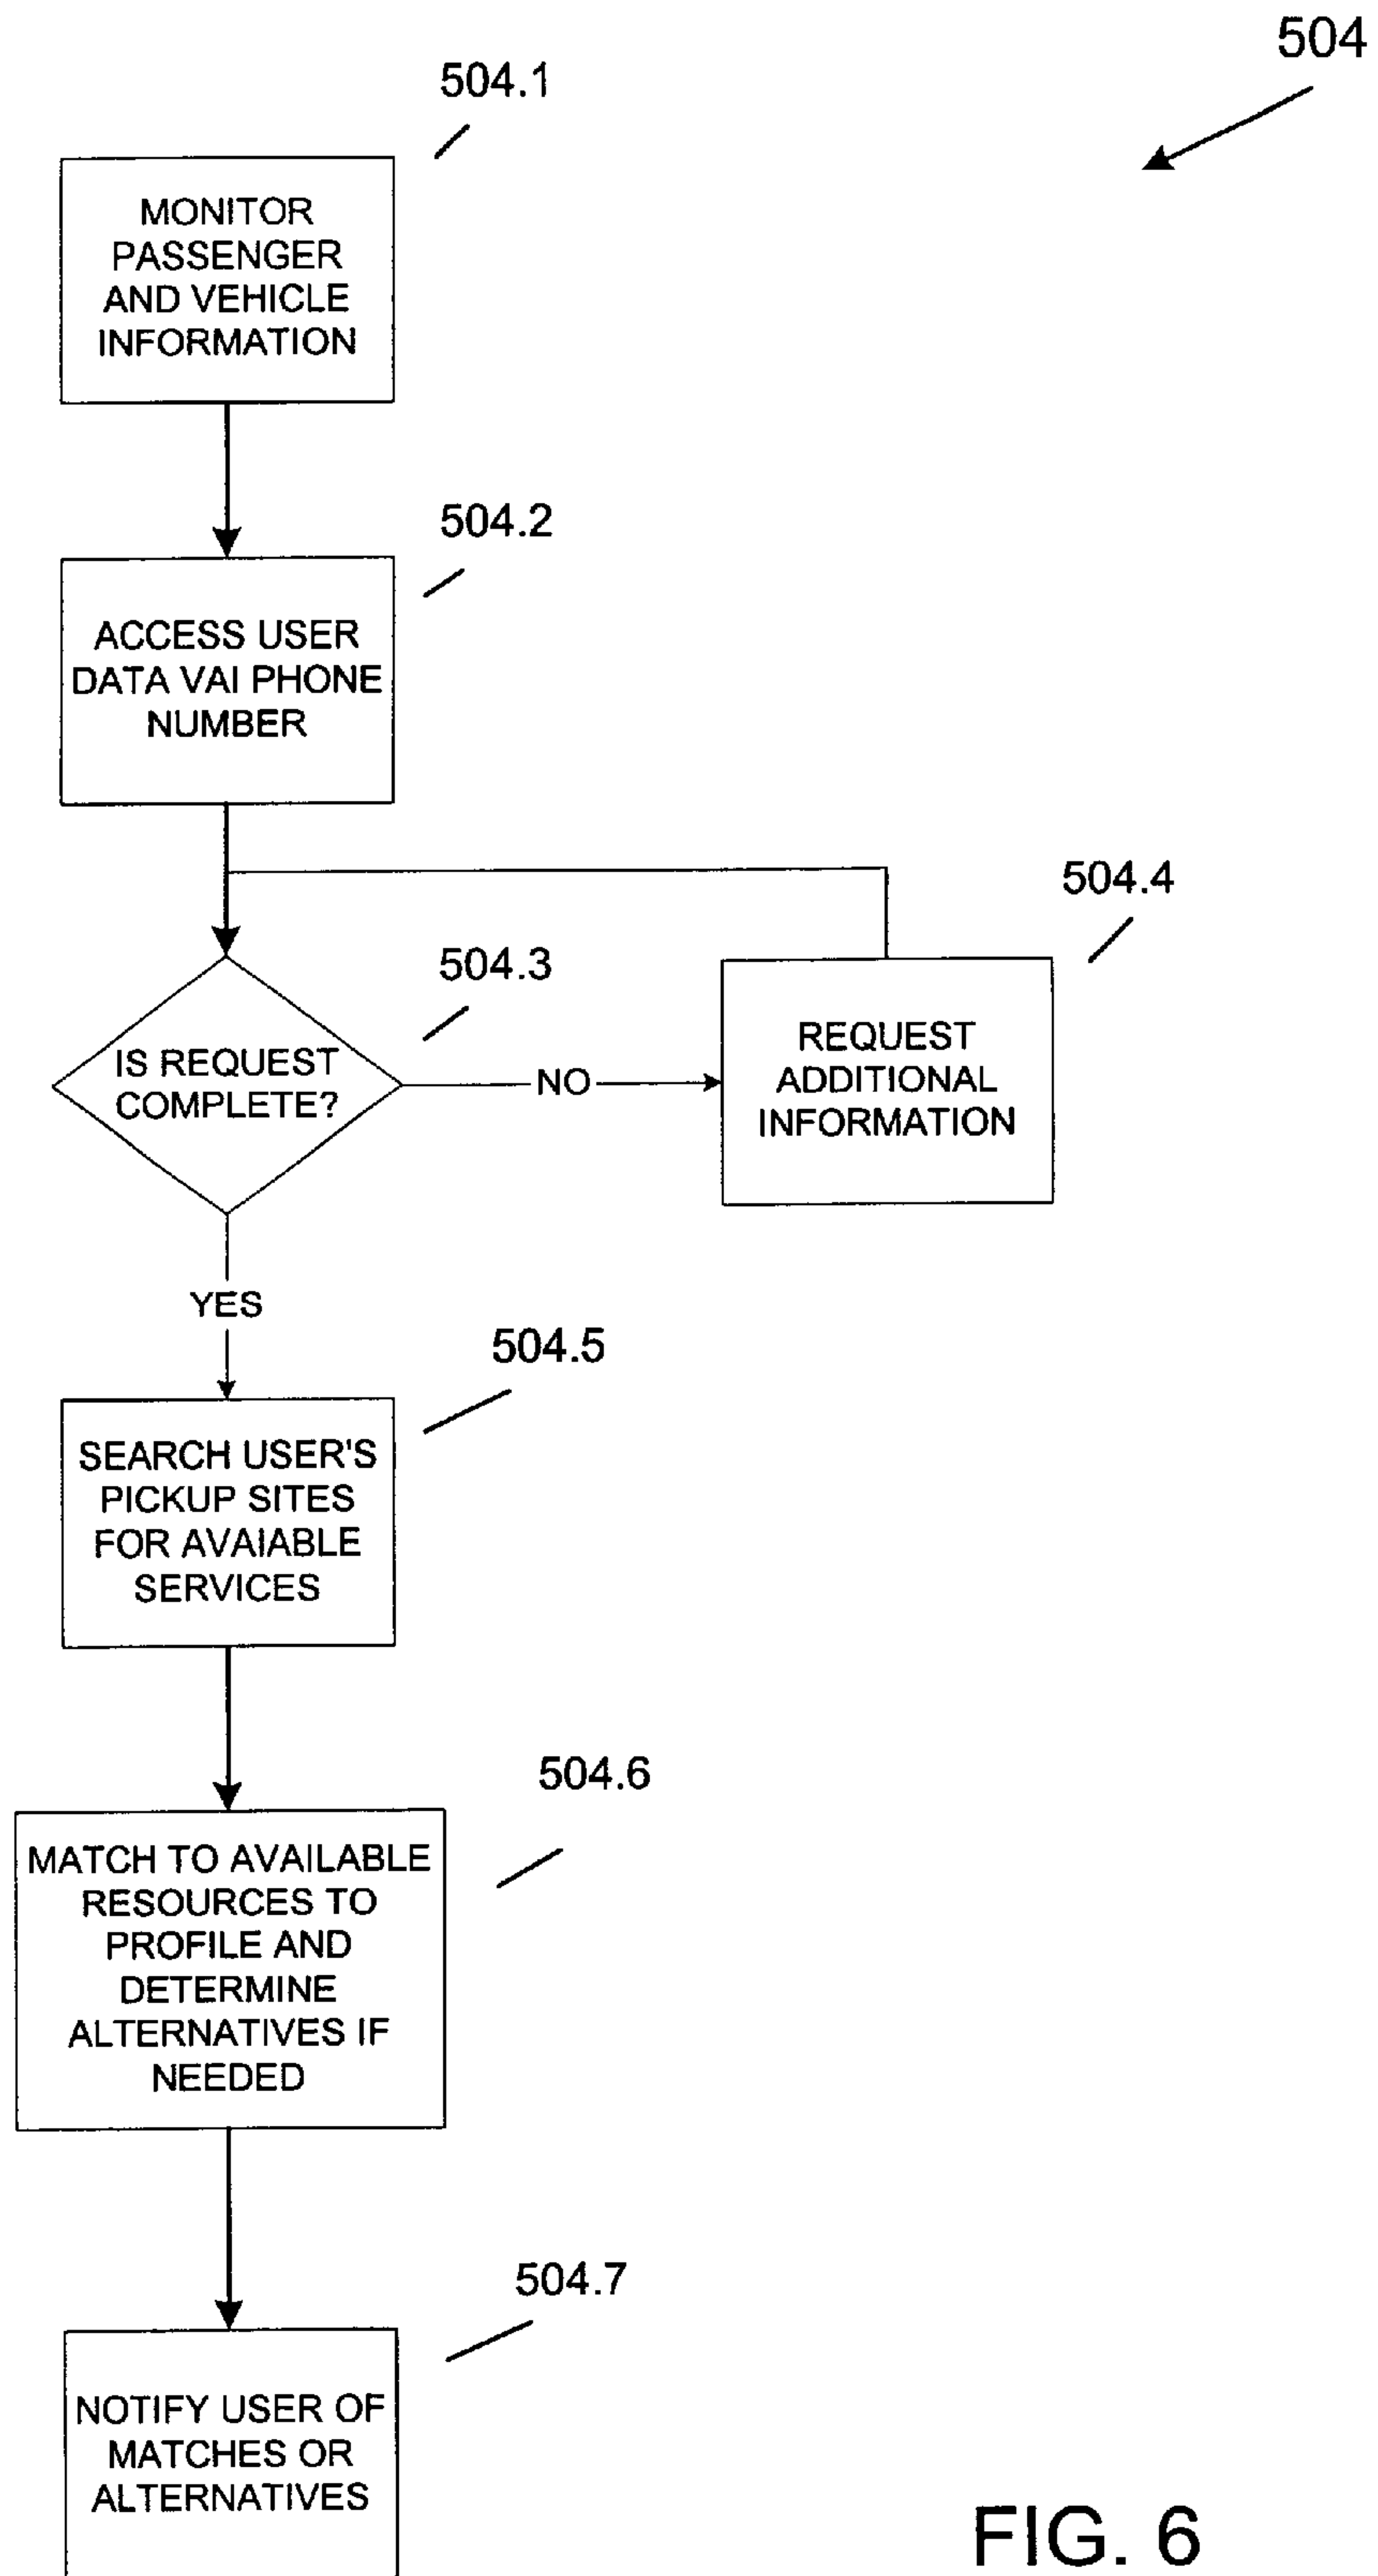 504
504.1
MONITOR
PASSENGER
AND VEHICLE
INFORMATION
504.2
ACCESS USER
DATA VAI PHONE
NUMBER
504.4
504.3
IS REQUEST
COMPLETE?
NO
REQUEST
ADDITIONAL
INFORMATION
YES
504.5
SEARCH USER'S
PICKUP SITES
FOR AVAIABLE
SERVICES
504.6
MATCH TO AVAILABLE
RESOURCES TO
PROFILE AND
DETERMINE
ALTERNATIVES IF
NEEDED
504.7
NOTIFY USER OF
MATCHES OR
ALTERNATIVES
FIG. 6